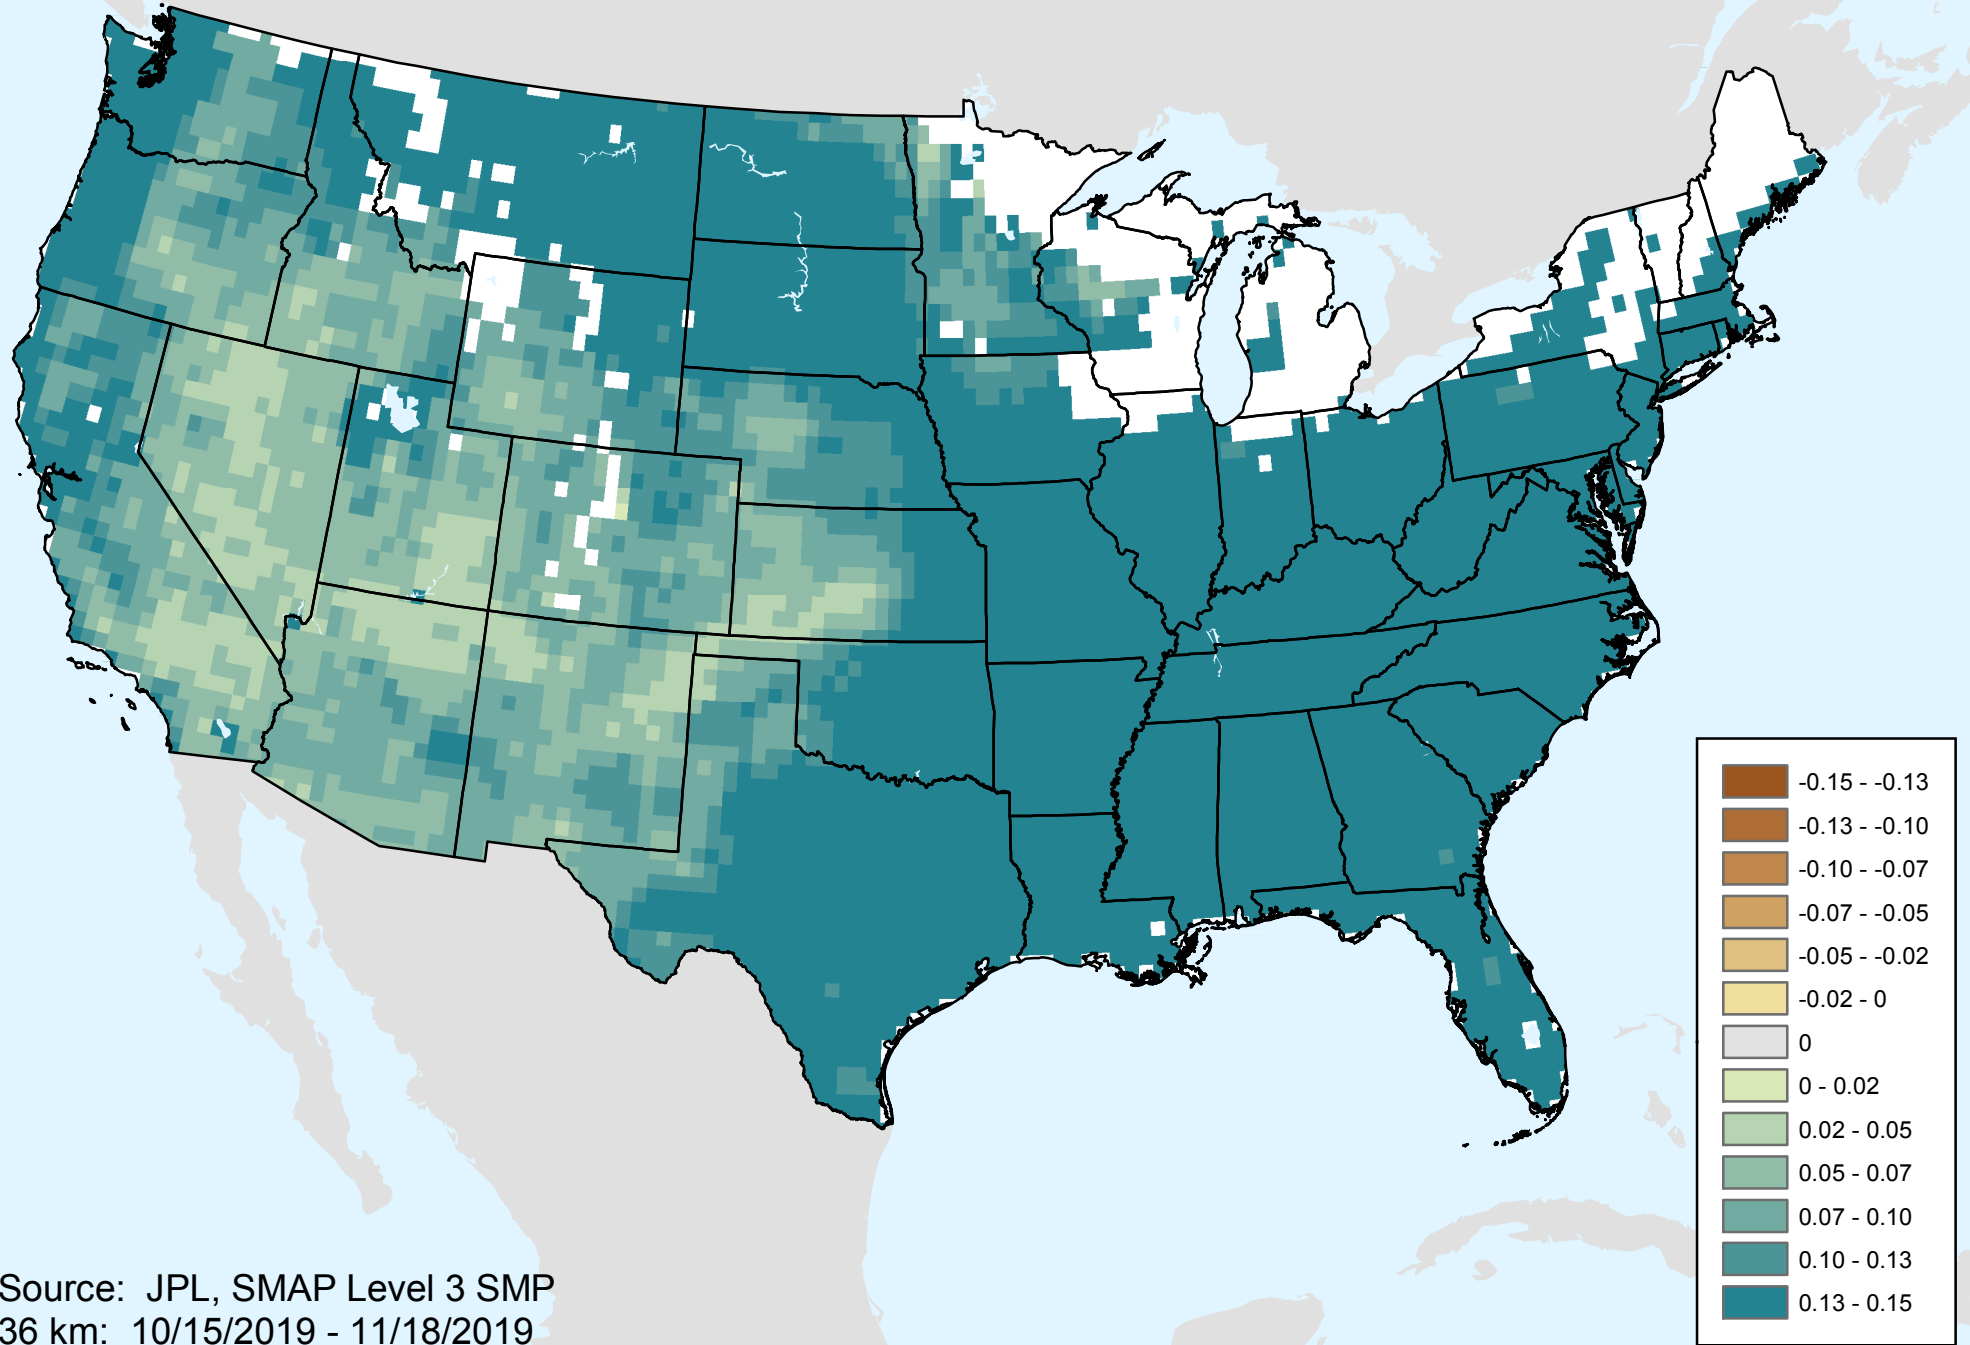 -0.15 - -0.13
-0.13 - -0.10
-0.10 - -0.07
-0.07 - -0.05
-0.05 - -0.02
-0.02 - 0
0
0 - 0.02
0.02 - 0.05
0.05 - 0.07
0.07 - 0.10
0.10 - 0.13
0.13 - 0.15
Source: JPL, SMAP Level 3 SMP
36 km: 10/15/2019 - 11/18/2019